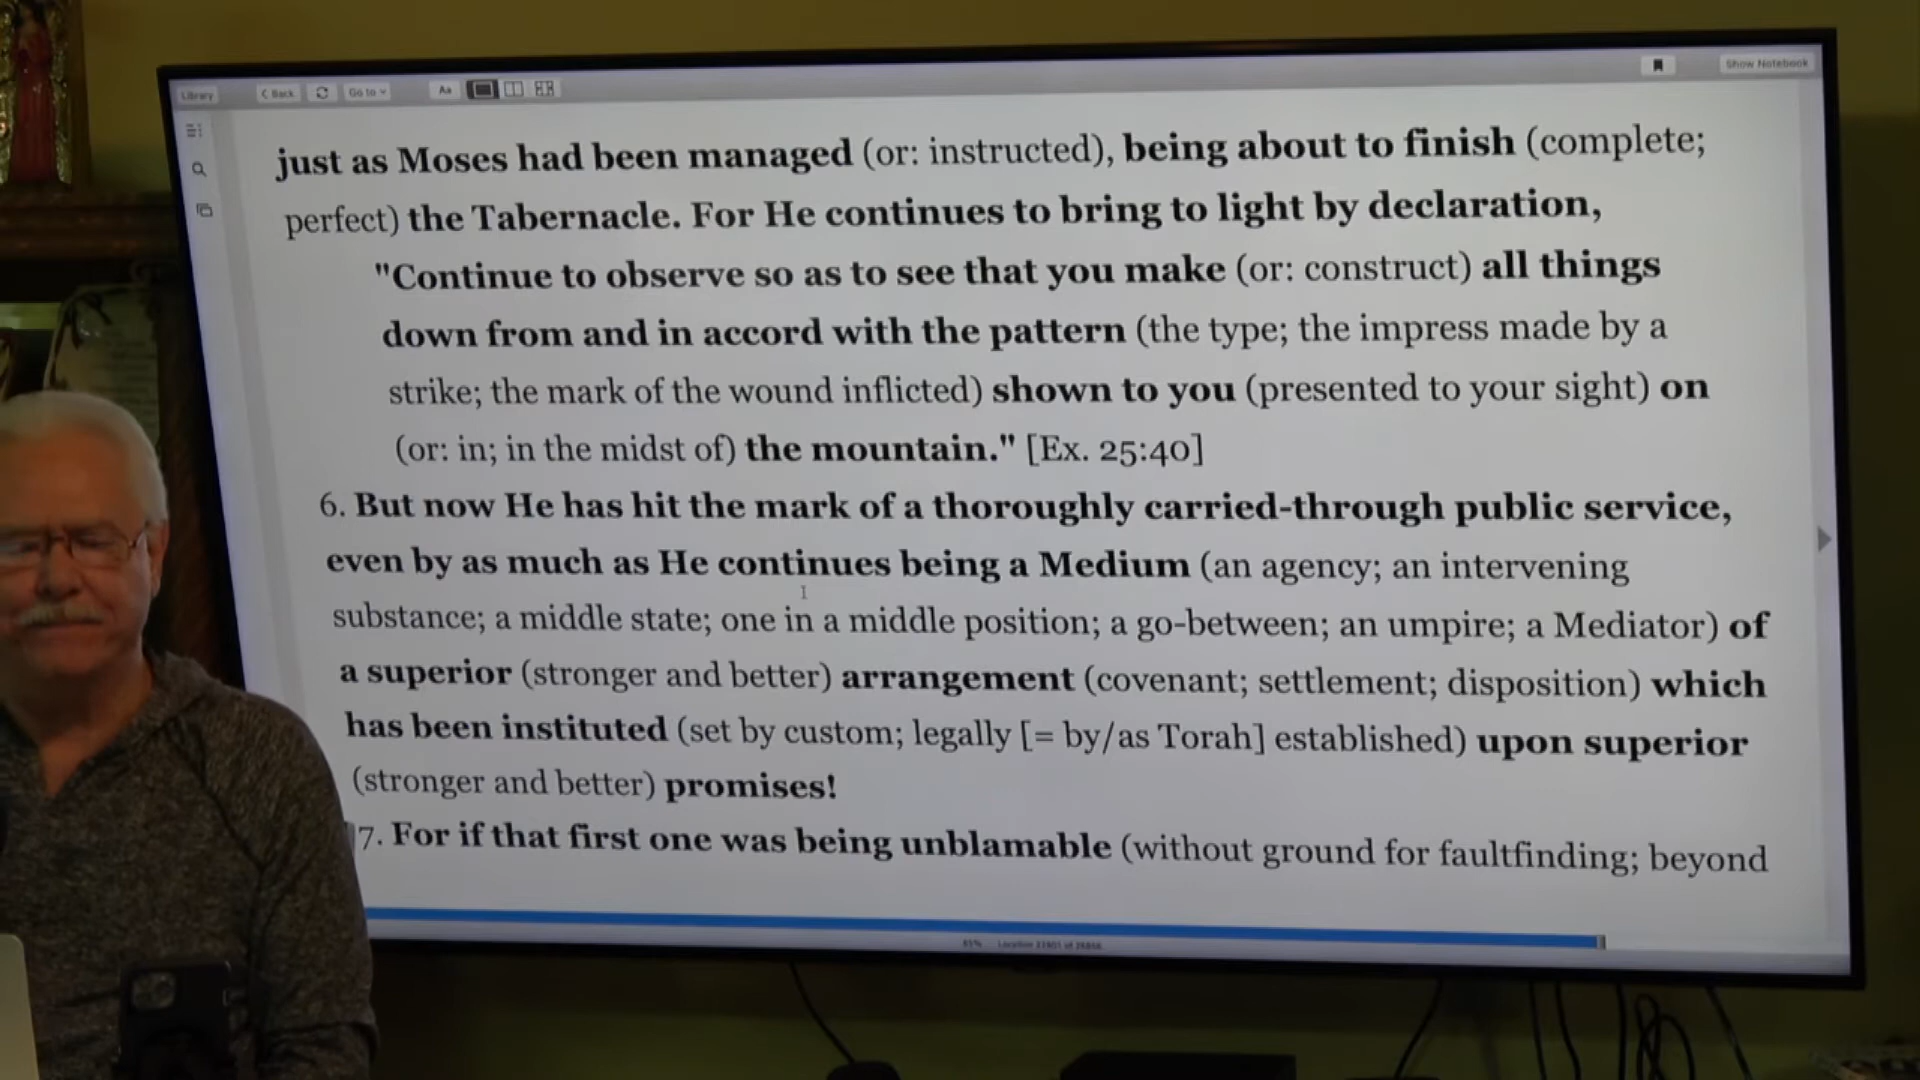 Library
< Back
Go to
Aa
Show Notebook
just as Moses had been managed (or: instructed), being about to finish (complete;
perfect) the Tabernacle. For He continues to bring to light by declaration,
"Continue to observe so as to see that you make (or: construct) all things
down from and in accord with the pattern (the type; the impress made by a
strike; the mark of the wound inflicted) shown to you (presented to your sight) on
(or: in; in the midst of) the mountain." [Ex. 25:40]
6. But now He has hit the mark of a thoroughly carried-through public service,
even by as much as He continues being a Medium (an agency; an intervening
substance; a middle state; one in a middle position; a go-between; an umpire; a Mediator) of
a superior (stronger and better) arrangement (covenant; settlement; disposition) which
has been instituted (set by custom; legally [= by/as Torah] established) upon superior
(stronger and better) promises!
7. For if that first one was being unblamable (without ground for faultfinding; beyond